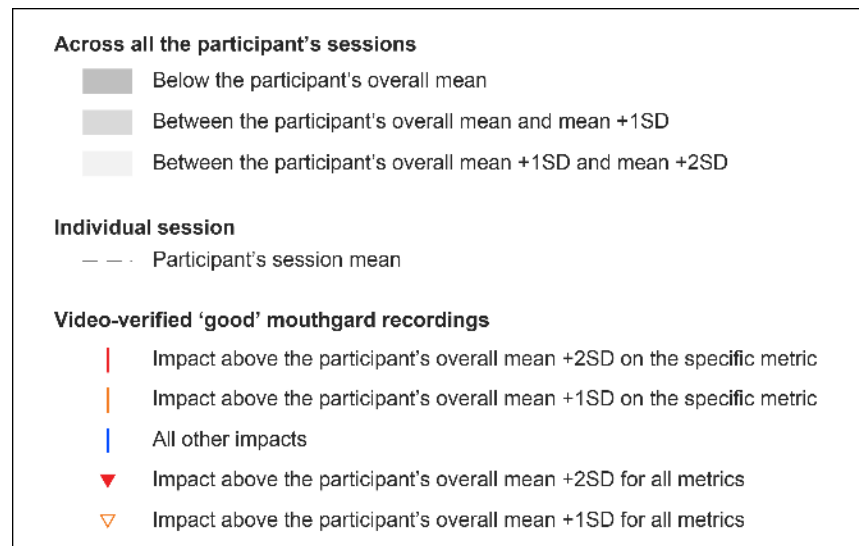 Across all the participant's sessions
Below the participant's overall mean
Between the participant's overall mean and mean +1SD
Between the participant's overall mean +1SD and mean +2SD
Individual session
Participant's session mean
Video-verified 'good' mouthgard recordings
Impact above the participant's overall mean +2SD on the specific metric
Impact above the participant's overall mean +1SD on the specific metric
All other impacts
Impact above the participant's overall mean +2SD for all metrics
Impact above the participant's overall mean +1SD for all metrics